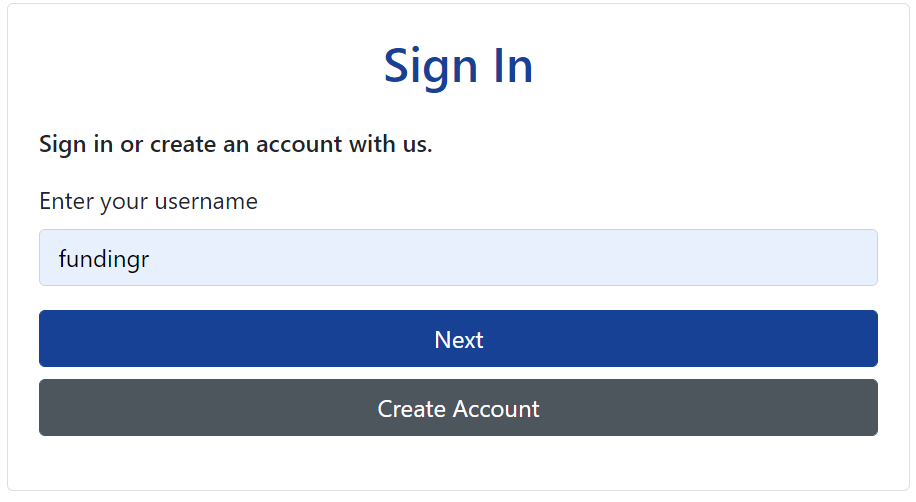 Sign In
Sign in or create an account with us.
Enter your username
fundingr
Next
Create Account